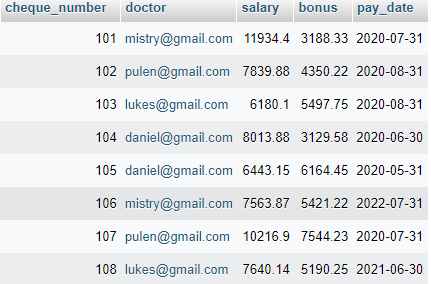 cheque_number doctor salary bonus pay_date
101 mistry@gmail.com 11934.4 3188.33 2020-07-31
102 pulen@gmail.com 7839.88 4350.22 2020-08-31
103 lukes@gmail.com 6180.1 5497.75 2020-08-31
104 daniel@gmail.com 8013.88 3129.58 2020-06-30
105 daniel@gmail.com 6443.15 6164.45 2020-05-31
106 mistry@gmail.com 7563.87 5421.22 2022-07-31
107 pulen@gmail.com 10216.9 7544.23 2020-07-31
108 lukes@gmail.com 7640.14 5190.25 2021-06-30